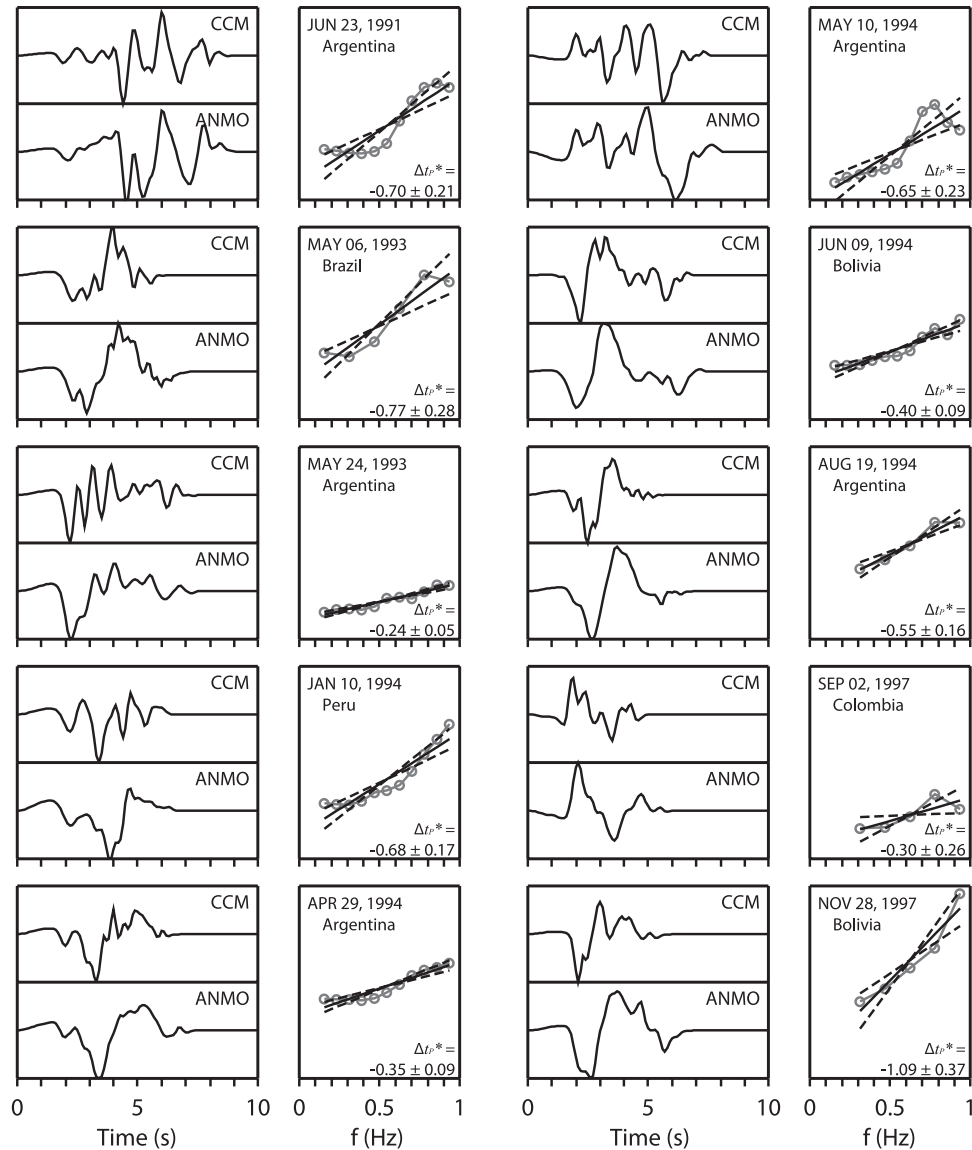 CCM
ANMO
JUN 23, 1991
Argentina
Δtₚ* =
-0.70 ± 0.21
CCM
ANMO
MAY 10, 1994
Argentina
Δtₚ* =
-0.65 ± 0.23
CCM
ANMO
MAY 06, 1993
Brazil
Δtₚ* =
-0.77 ± 0.28
CCM
ANMO
JUN 09, 1994
Bolivia
Δtₚ* =
-0.40 ± 0.09
CCM
ANMO
MAY 24, 1993
Argentina
Δtₚ* =
-0.24 ± 0.05
CCM
ANMO
AUG 19, 1994
Argentina
Δtₚ* =
-0.55 ± 0.16
CCM
ANMO
JAN 10, 1994
Peru
Δtₚ* =
-0.68 ± 0.17
CCM
ANMO
SEP 02, 1997
Colombia
Δtₚ* =
-0.30 ± 0.26
CCM
ANMO
APR 29, 1994
Argentina
Δtₚ* =
-0.35 ± 0.09
CCM
ANMO
NOV 28, 1997
Bolivia
Δtₚ* =
-1.09 ± 0.37
0 5 10
0 0.5 1
0 5 10
0 0.5 1
Time (s)
f (Hz)
Time (s)
f (Hz)